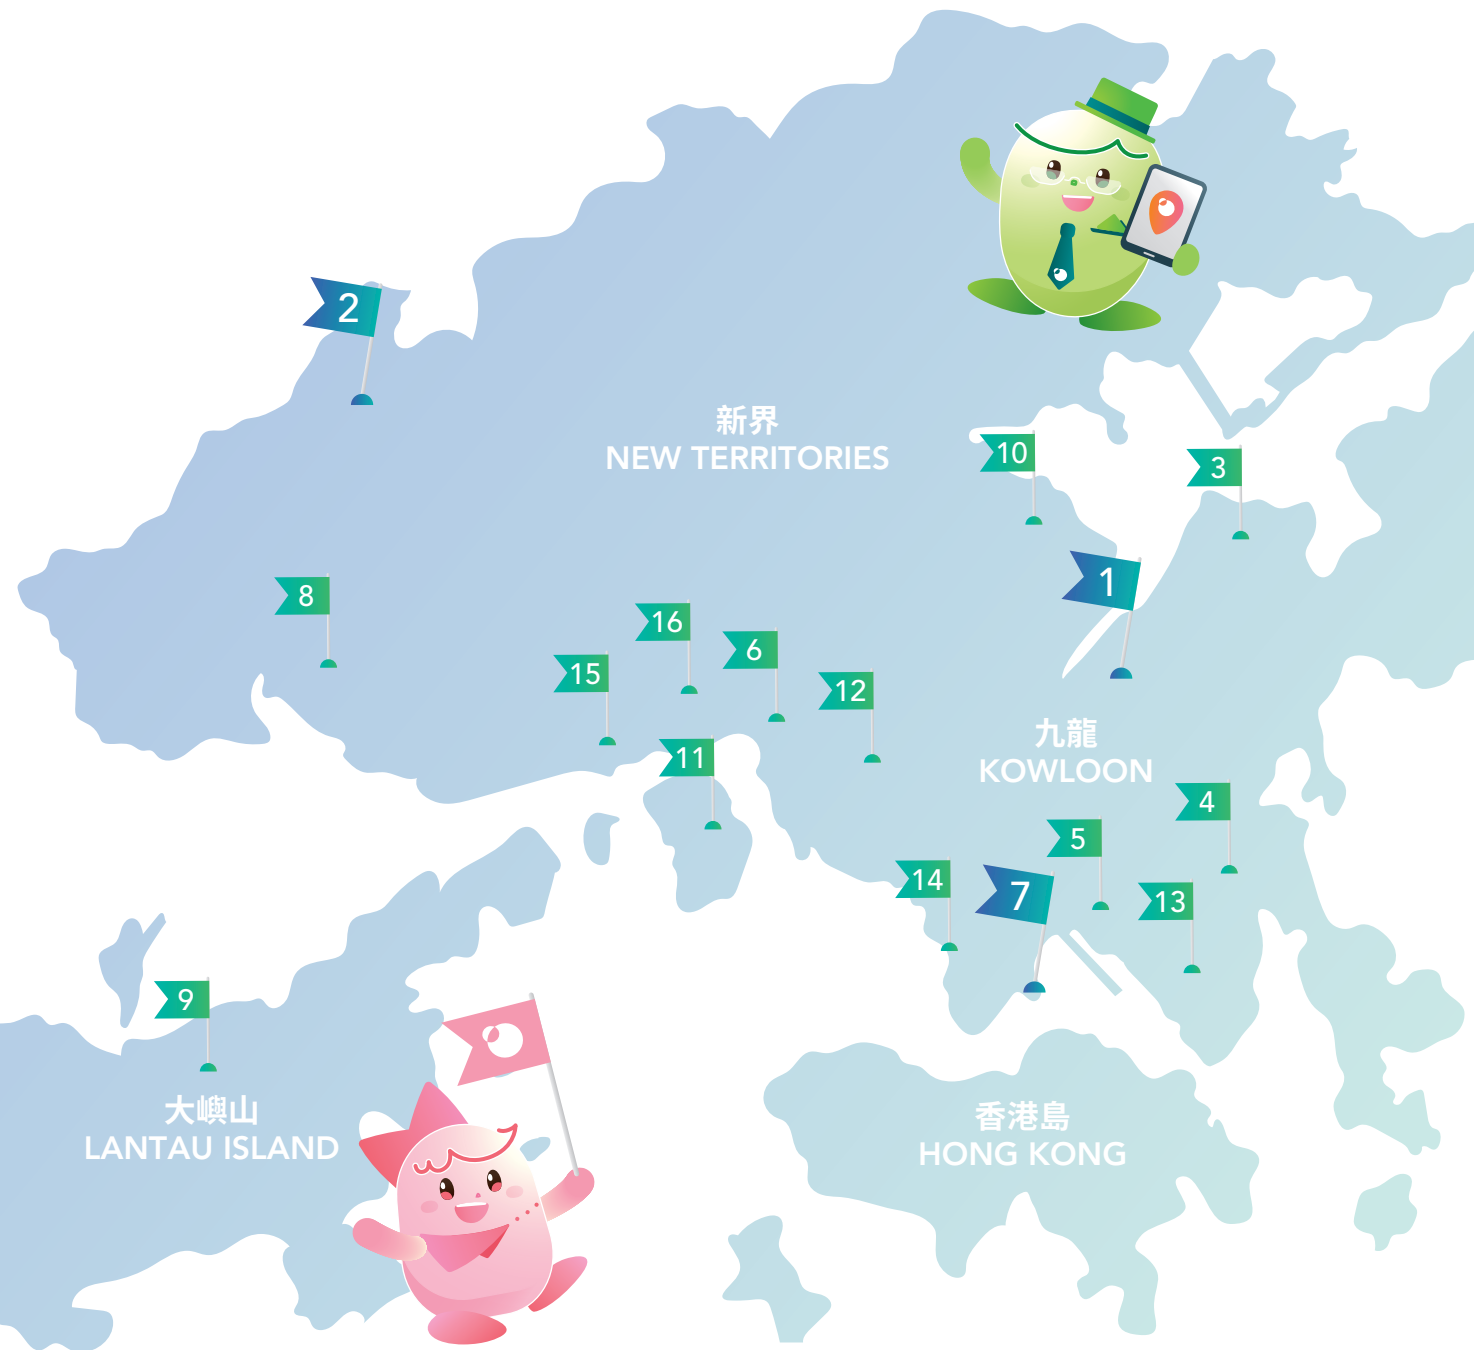 2
新界
NEW TERRITORIES
10
3
1
8
16
6
15
12
11
九龍
KOWLOON
4
5
14
7
13
9
大嶼山
LANTAU ISLAND
香港島
HONG KONG